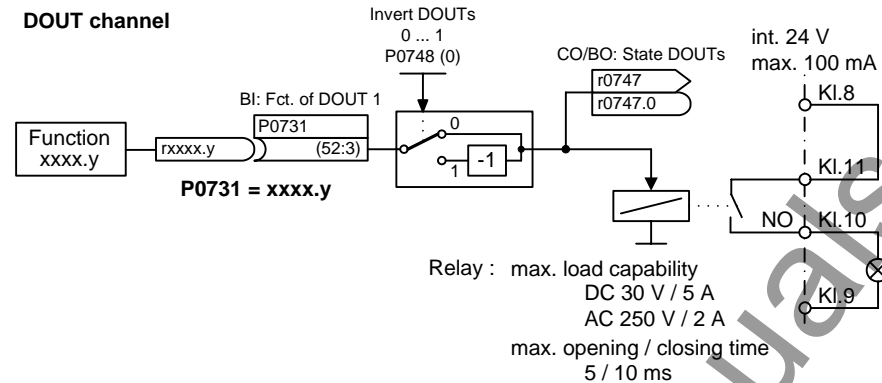 DOUT channel
Invert DOUTs
0 ... 1
P0748 (0)
int. 24 V
max. 100 mA
CO/BO: State DOUTs
r0747
r0747.0
Kl.8
BI: Fct. of DOUT 1
P0731
(52:3)
Function
xxxx.y
rxxxx.y
0
1
-1
P0731 = xxxx.y
Kl.11
NO
Kl.10
Kl.9
Relay : max. load capability
DC 30 V / 5 A
AC 250 V / 2 A
max. opening / closing time
5 / 10 ms
uals